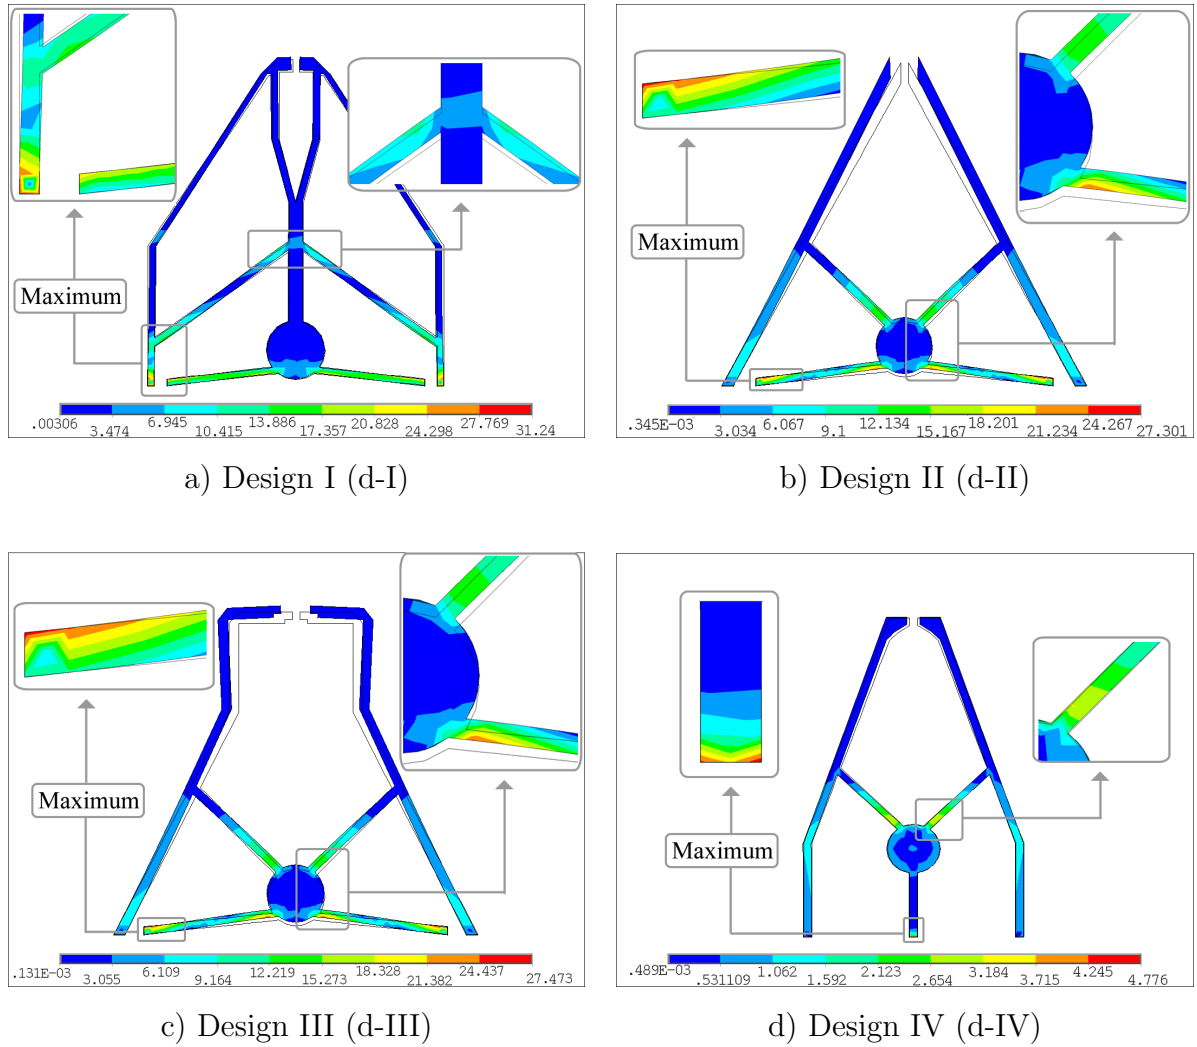 Maximum
.00306 3.474 6.945 10.415 13.886 17.357 20.828 24.298 27.769 31.24
a) Design I (d-I)
Maximum
.345E-03 3.034 6.067 9.1 12.134 15.167 18.201 21.234 24.267 27.301
b) Design II (d-II)
Maximum
.131E-03 3.055 6.109 9.164 12.219 15.273 18.328 21.382 24.437 27.473
c) Design III (d-III)
Maximum
.489E-03 .531109 1.062 1.592 2.123 2.654 3.184 3.715 4.245 4.776
d) Design IV (d-IV)